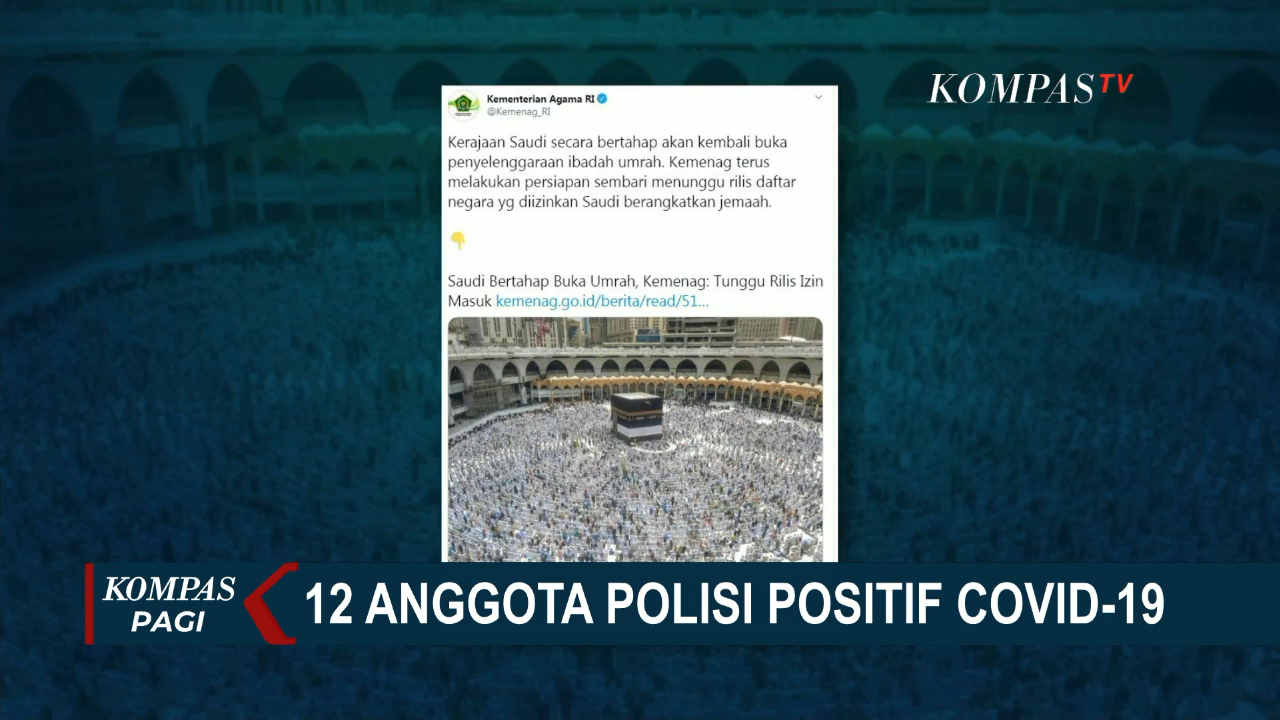 KOMPASTV
Kementerian Agama RI
@Kemenag_RI
Kerajaan Saudi secara bertahap akan kembali buka
penyelenggaraan ibadah umrah. Kemenag terus
melakukan persiapan sembari menunggu rilis daftar
negara yg diizinkan Saudi berangkatkan jemaah.
Saudi Bertahap Buka Umrah, Kemenag: Tunggu Rilis Izin
Masuk kemenag.go.id/berita/read/51...
KOMPAS
PAGI
12 ANGGOTA POLISI POSITIF COVID-19